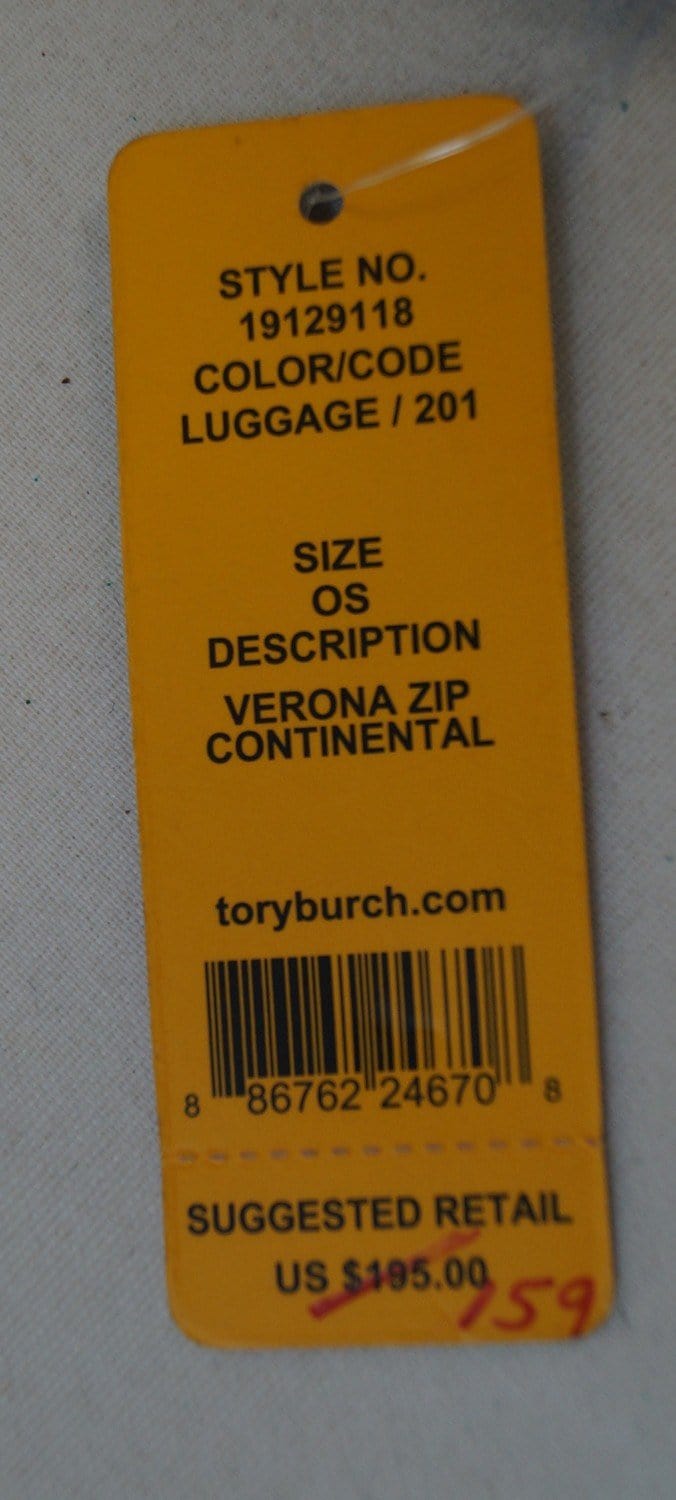 STYLE NO.
19129118
COLOR/CODE
LUGGAGE / 201
SIZE
OS
DESCRIPTION
VERONA ZIP
CONTINENTAL
toryburch.com
8 86762 24670 8
SUGGESTED RETAIL
US $195.00
159